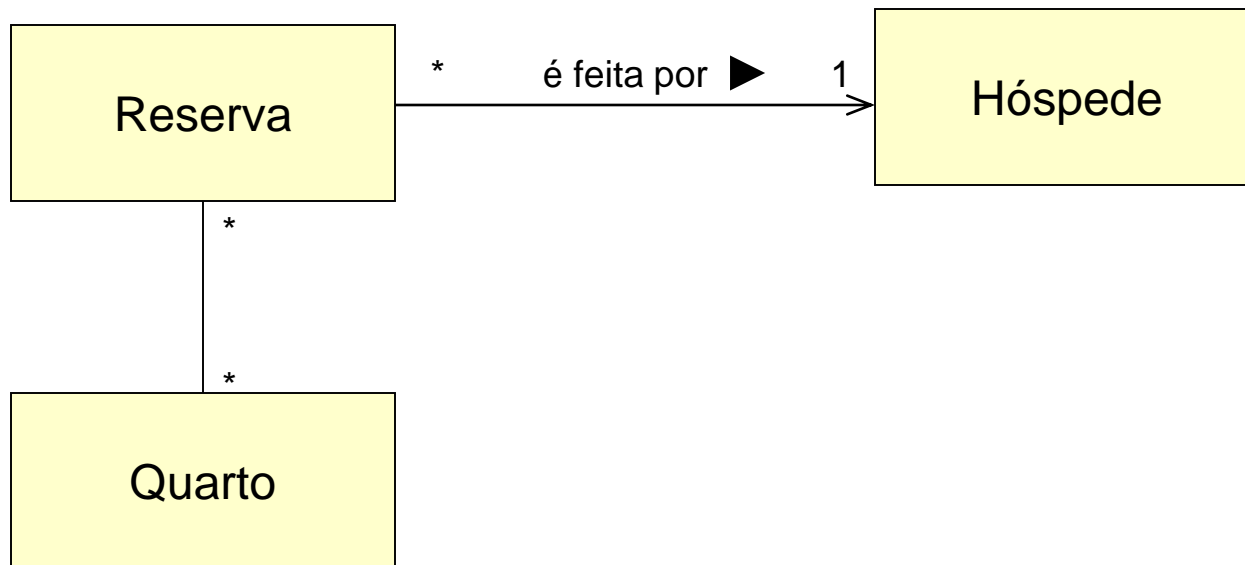 * é feita por ► 1
Reserva
Hóspede
*
*
Quarto